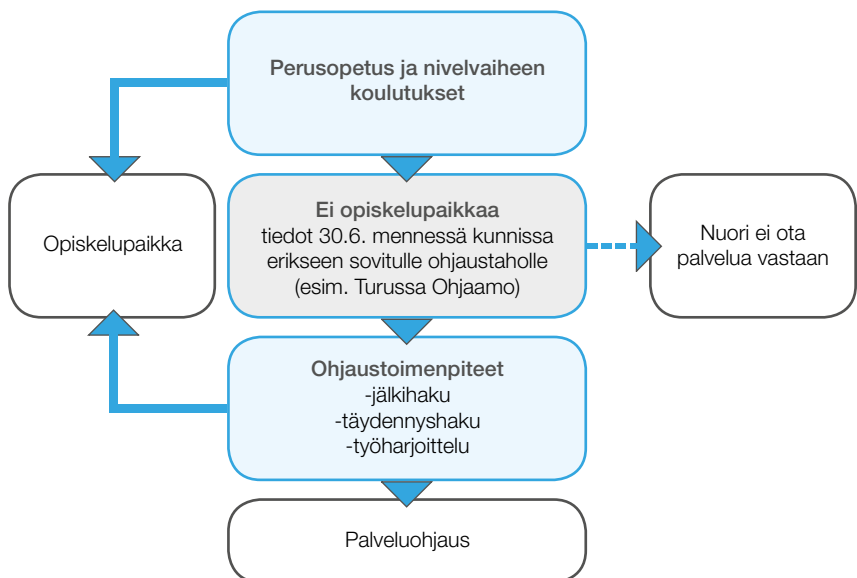 Perusopetus ja nivelvaiheen
koulutukset
Opiskelupaikka
Ei opiskelupaikkaa
tiedot 30.6. mennessä kunnissa
erikseen sovitulle ohjaustaholle
(esim. Turussa Ohjaamo)
Nuori ei ota
palvelua vastaan
Ohjaustoimenpiteet
-jälkihaku
-täydennyshaku
-työharjoittelu
Palveluohjaus